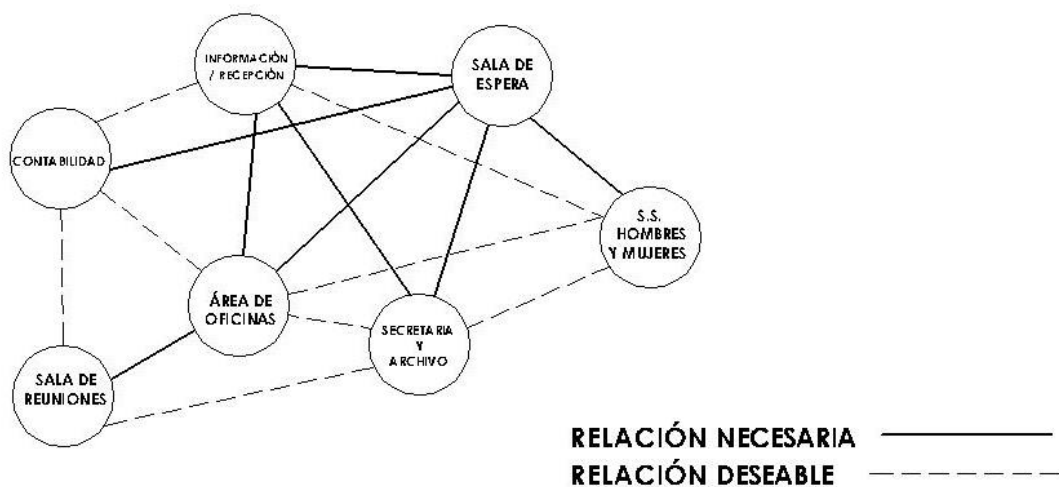 INFORMACIÓN
/ RECEPCIÓN
SALA DE
ESPERA
CONTABILIDAD
S.S.
HOMBRES
Y MUJERES
ÁREA DE
OFICINAS
SECRETARIA
Y
ARCHIVO
SALA DE
REUNIONES
RELACIÓN NECESARIA
RELACIÓN DESEABLE